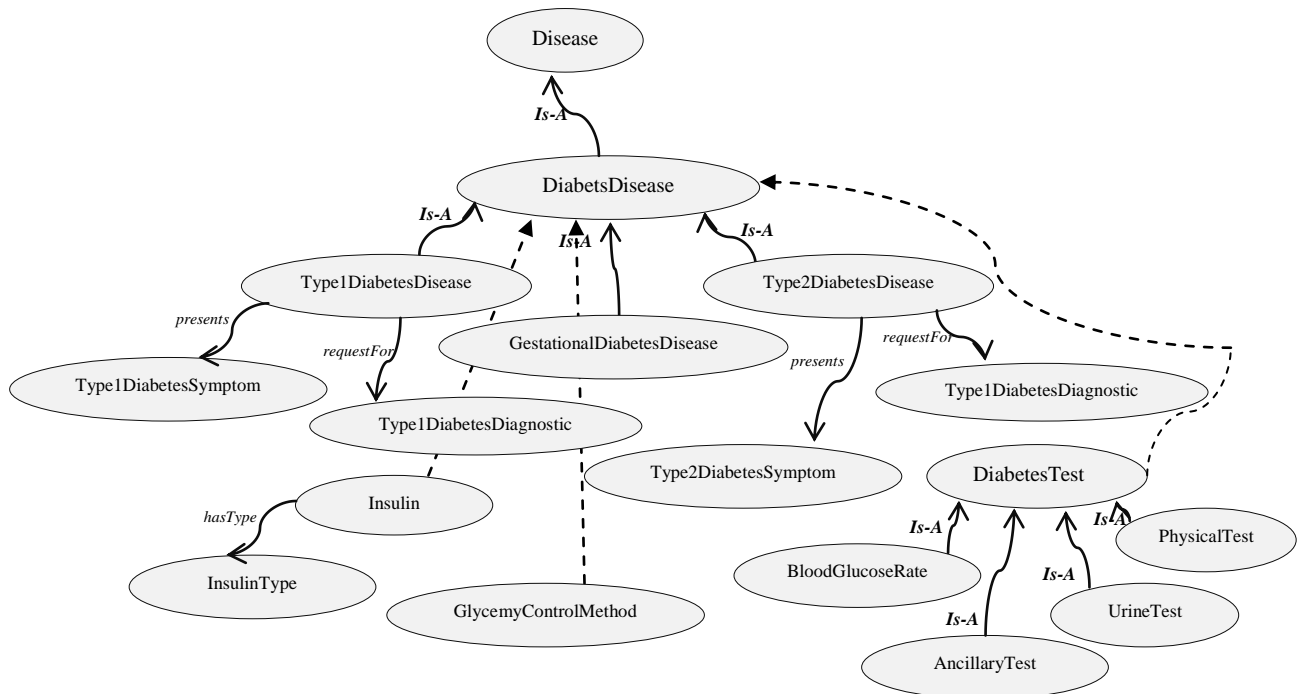 Disease
Is-A
DiabetsDisease
Is-A
Is-A
Is-A
Type1DiabetesDisease
Type2DiabetesDisease
presents
requestFor
GestationalDiabetesDisease
presents
requestFor
Type1DiabetesSymptom
Type1DiabetesDiagnostic
Type1DiabetesDiagnostic
Type2DiabetesSymptom
DiabetesTest
Insulin
hasType
Is-A
Is-A
PhysicalTest
InsulinType
BloodGlucoseRate
Is-A
GlycemyControlMethod
UrineTest
Is-A
AncillaryTest